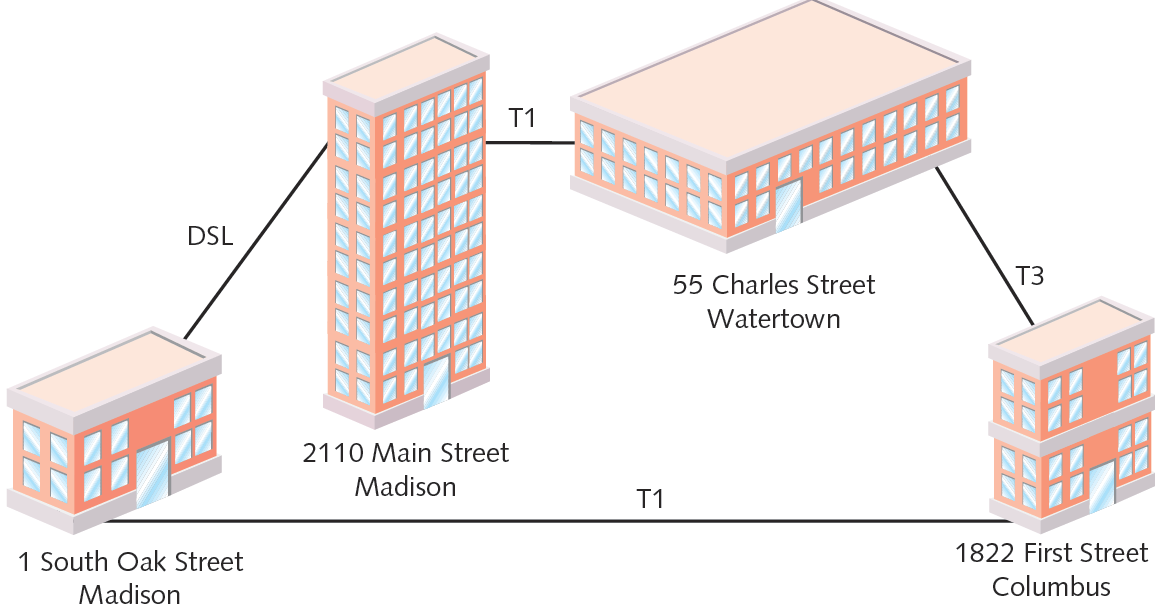 T1
DSL
55 Charles Street
Watertown
T3
2110 Main Street
Madison
T1
1 South Oak Street
Madison
1822 First Street
Columbus